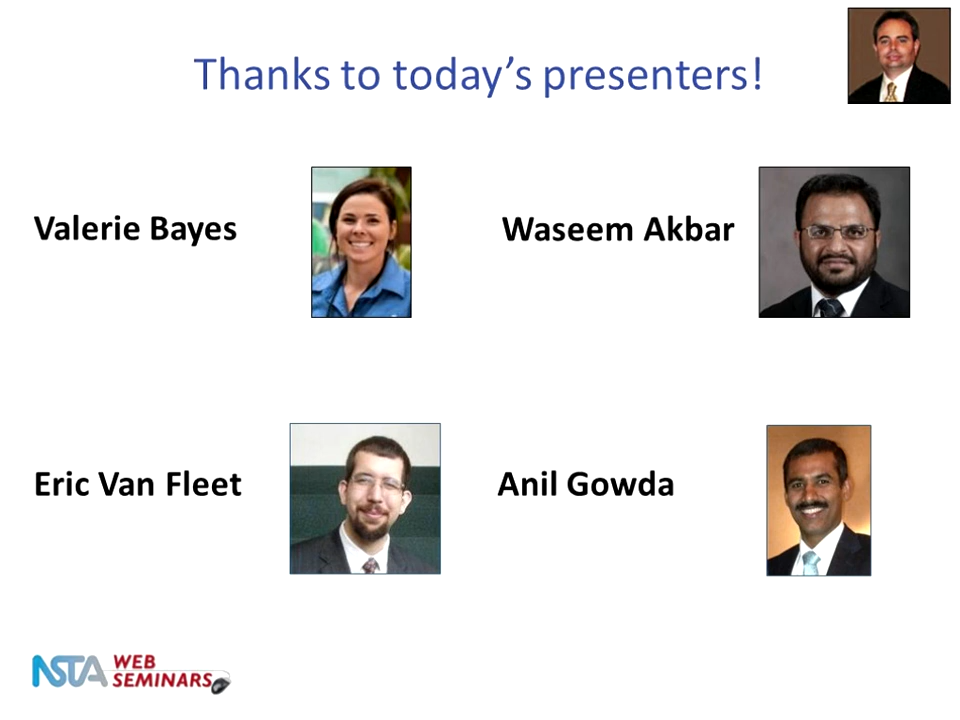 Thanks to today’s presenters!
Valerie Bayes
Waseem Akbar
Eric Van Fleet
Anil Gowda
NSTA WEB
SEMINARS